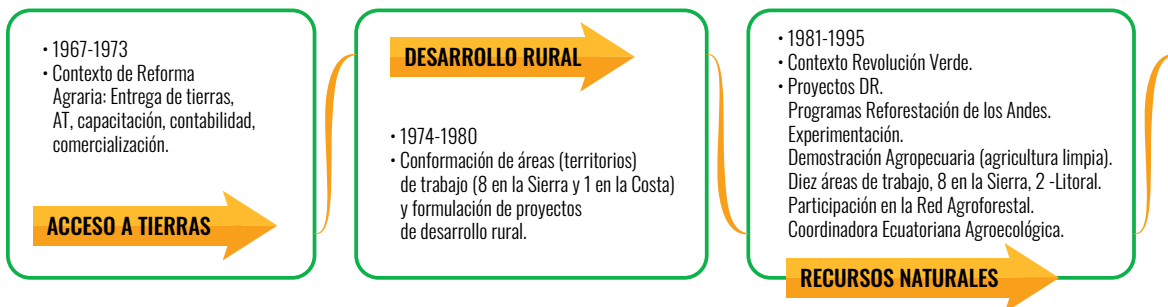 • 1967-1973
• Contexto de Reforma
Agraria: Entrega de tierras,
AT, capacitación, contabilidad,
comercialización.
ACCESO A TIERRAS
DESARROLLO RURAL
• 1974-1980
• Conformación de áreas (territorios)
de trabajo (8 en la Sierra y 1 en la Costa)
y formulación de proyectos
de desarrollo rural.
• 1981-1995
• Contexto Revolución Verde.
• Proyectos DR.
Programas Reforestación de los Andes.
Experimentación.
Demostración Agropecuaria (agricultura limpia).
Diez áreas de trabajo, 8 en la Sierra, 2 -Litoral.
Participación en la Red Agroforestal.
Coordinadora Ecuatoriana Agroecológica.
RECURSOS NATURALES